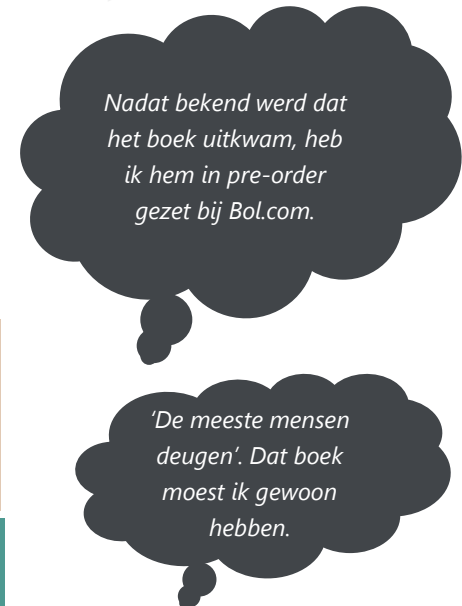 Nadat bekend werd dat
het boek uitkwam, heb
ik hem in pre-order
gezet bij Bol.com.
'De meeste mensen
deugen'. Dat boek
moest ik gewoon
hebben.